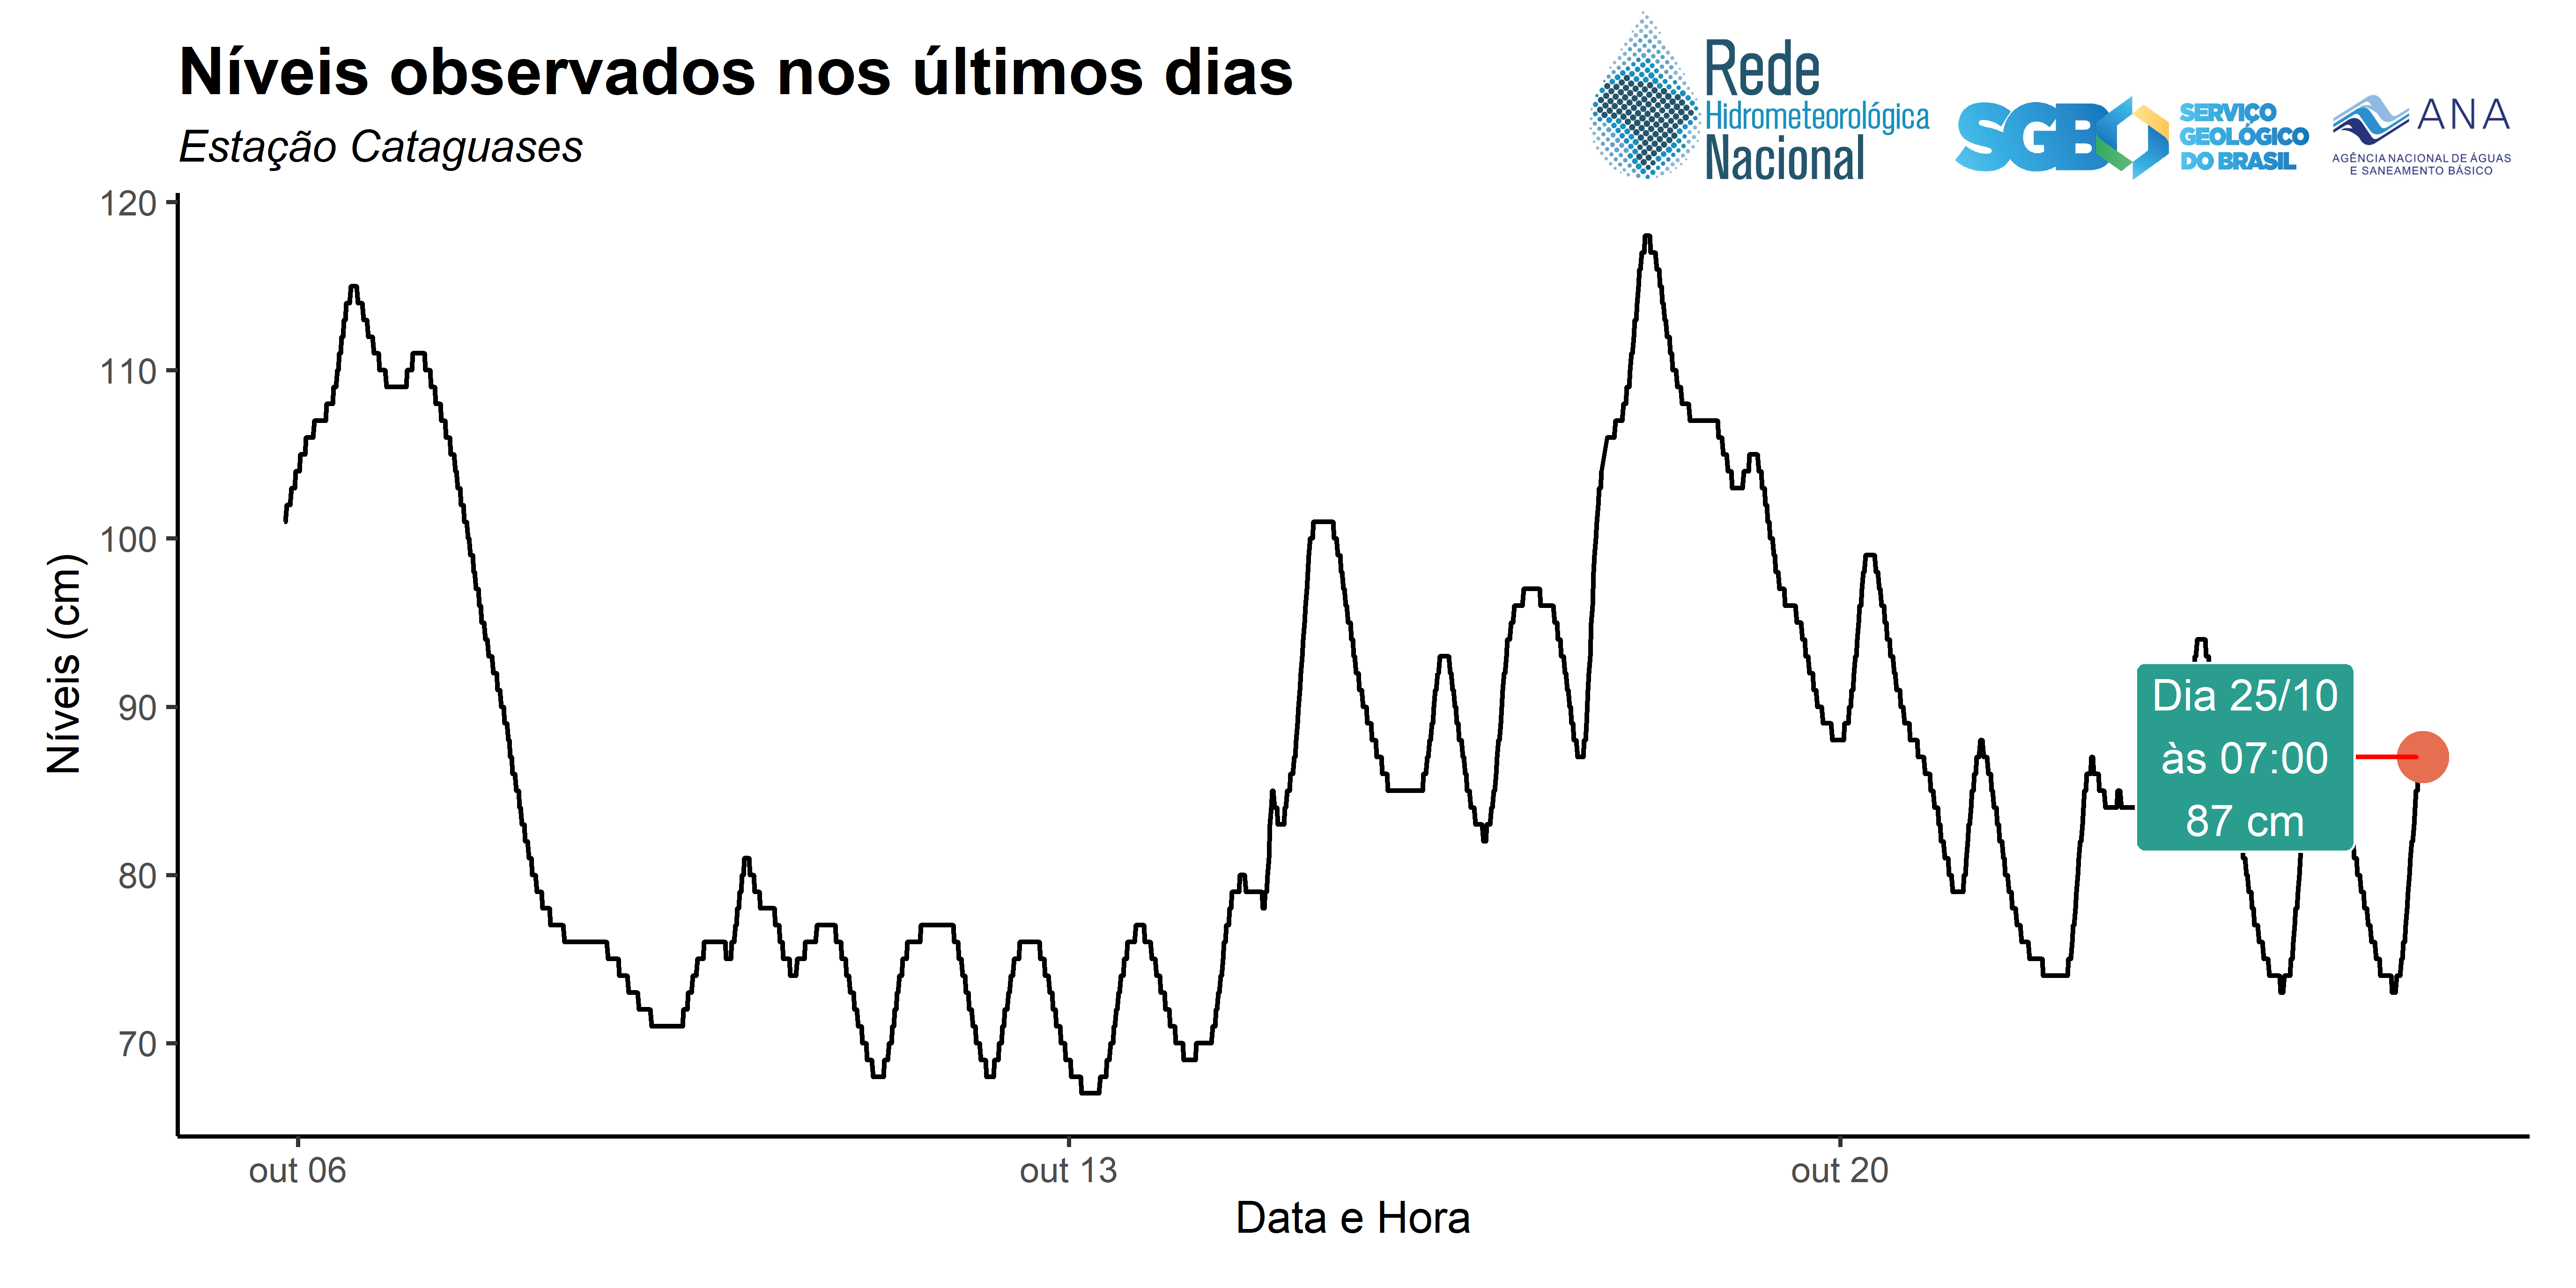 Níveis observados nos últimos dias
Estação Cataguases
Rede
Hidrometeorológica
Nacional
SGB
SERVIÇO
GEOLÓGICO
DO BRASIL
ANA
AGÊNCIA NACIONAL DE ÁGUAS
E SANEAMENTO BÁSICO
120
110
100
90
80
70
Níveis (cm)
Dia 25/10
às 07:00
87 cm
out 06
out 13
out 20
Data e Hora